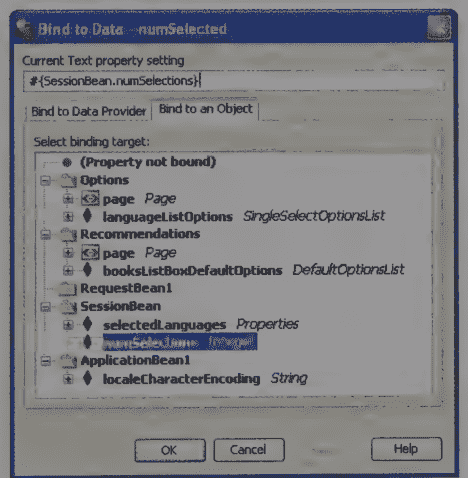 Bind to Data - numSelected
Current Text property setting
#{SessionBean.numSelections}
Bind to Data Provider Bind to an Object
Select binding target:
(Property not bound)
Options
page Page
languageListOptions SingleSelectOptionsList
Recommendations
page Page
booksListBoxDefaultOptions DefaultOptionsList
RequestBean1
SessionBean
selectedLanguages Properties
numSelections Integer
ApplicationBean1
localeCharacterEncoding String
OK Cancel Help